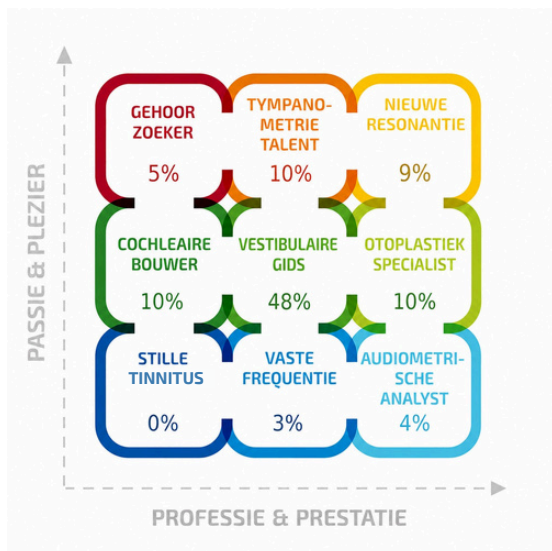 GEHOOR
ZOEKER
5%
TYMPANO-
METRIE
TALENT
10%
NIEUWE
RESONANTIE
9%
COCHLEAIRE
BOUWER
10%
VESTIBULAIRE
GIDS
48%
OTOPLASTIEK
SPECIALIST
10%
STILLE
TINNITUS
0%
VASTE
FREQUENTIE
3%
AUDIOMETRI-
SCHE
ANALYST
4%
PASSIE & PLEZIER
PROFESSIE & PRESTATIE